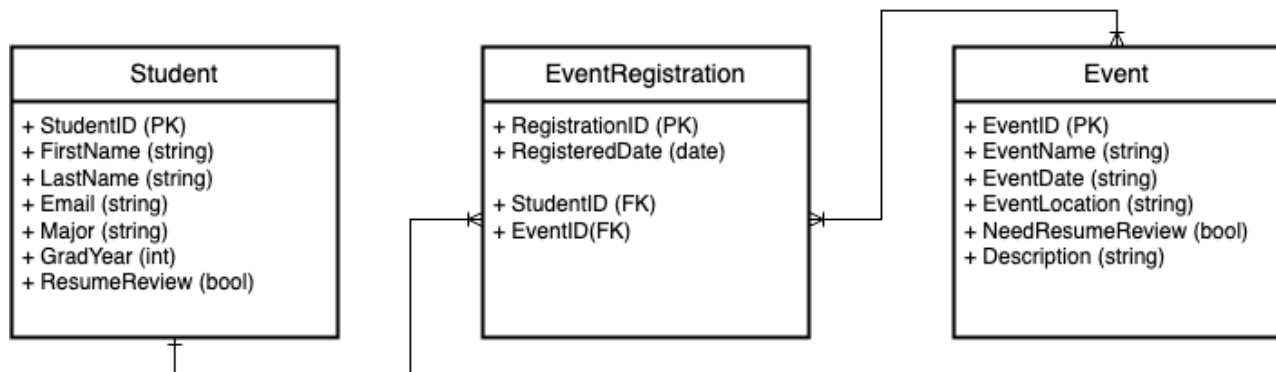 Student
+ StudentID (PK)
+ FirstName (string)
+ LastName (string)
+ Email (string)
+ Major (string)
+ GradYear (int)
+ ResumeReview (bool)
EventRegistration
+ RegistrationID (PK)
+ RegisteredDate (date)
+ StudentID (FK)
+ EventID(FK)
Event
+ EventID (PK)
+ EventName (string)
+ EventDate (string)
+ EventLocation (string)
+ NeedResumeReview (bool)
+ Description (string)